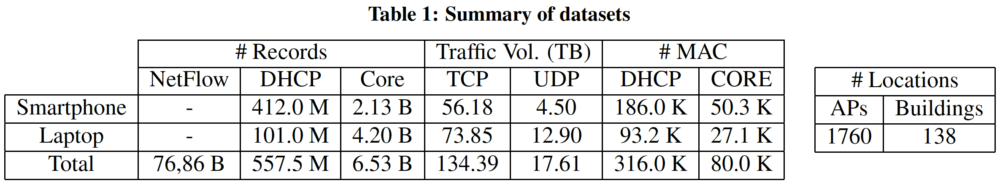 Table 1: Summary of datasets
# Records Traffic Vol. (TB) # MAC
NetFlow DHCP Core TCP UDP DHCP CORE
Smartphone - 412.0 M 2.13 B 56.18 4.50 186.0 K 50.3 K
Laptop - 101.0 M 4.20 B 73.85 12.90 93.2 K 27.1 K
Total 76,86 B 557.5 M 6.53 B 134.39 17.61 316.0 K 80.0 K
# Locations
APs Buildings
1760 138